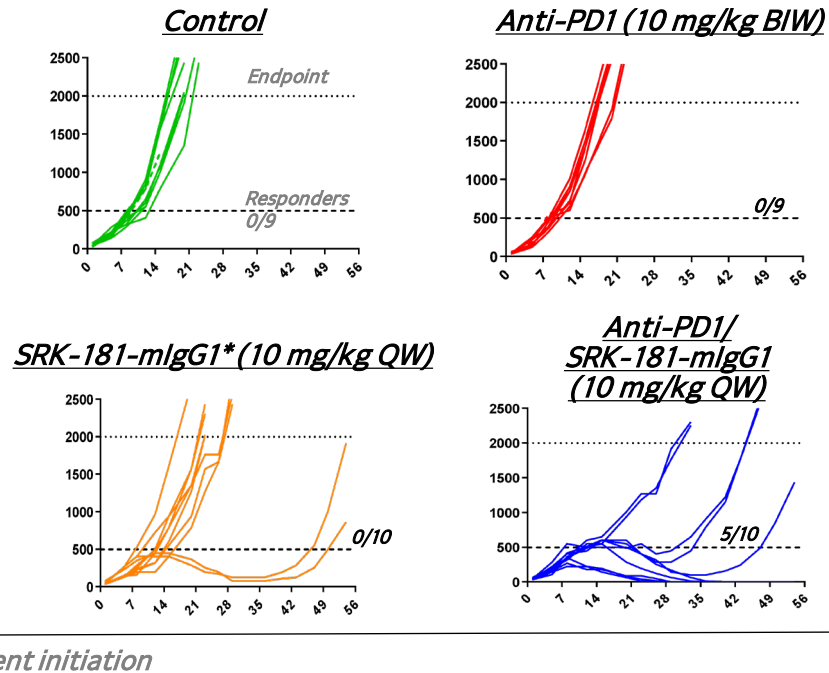 Control
2500
2000
1500
1000
500
0
Endpoint
Responders
0/9
0 7 14 21 28 35 42 49 56
Anti-PD1 (10 mg/kg BIW)
2500
2000
1500
1000
500
0
0/9
0 7 14 21 28 35 42 49 56
SRK-181-mIgG1* (10 mg/kg QW)
2500
2000
1500
1000
500
0
0/10
0 7 14 21 28 35 42 49 56
Anti-PD1/
SRK-181-mIgG1
(10 mg/kg QW)
2500
2000
1500
1000
500
0
5/10
0 7 14 21 28 35 42 49 56
ent initiation